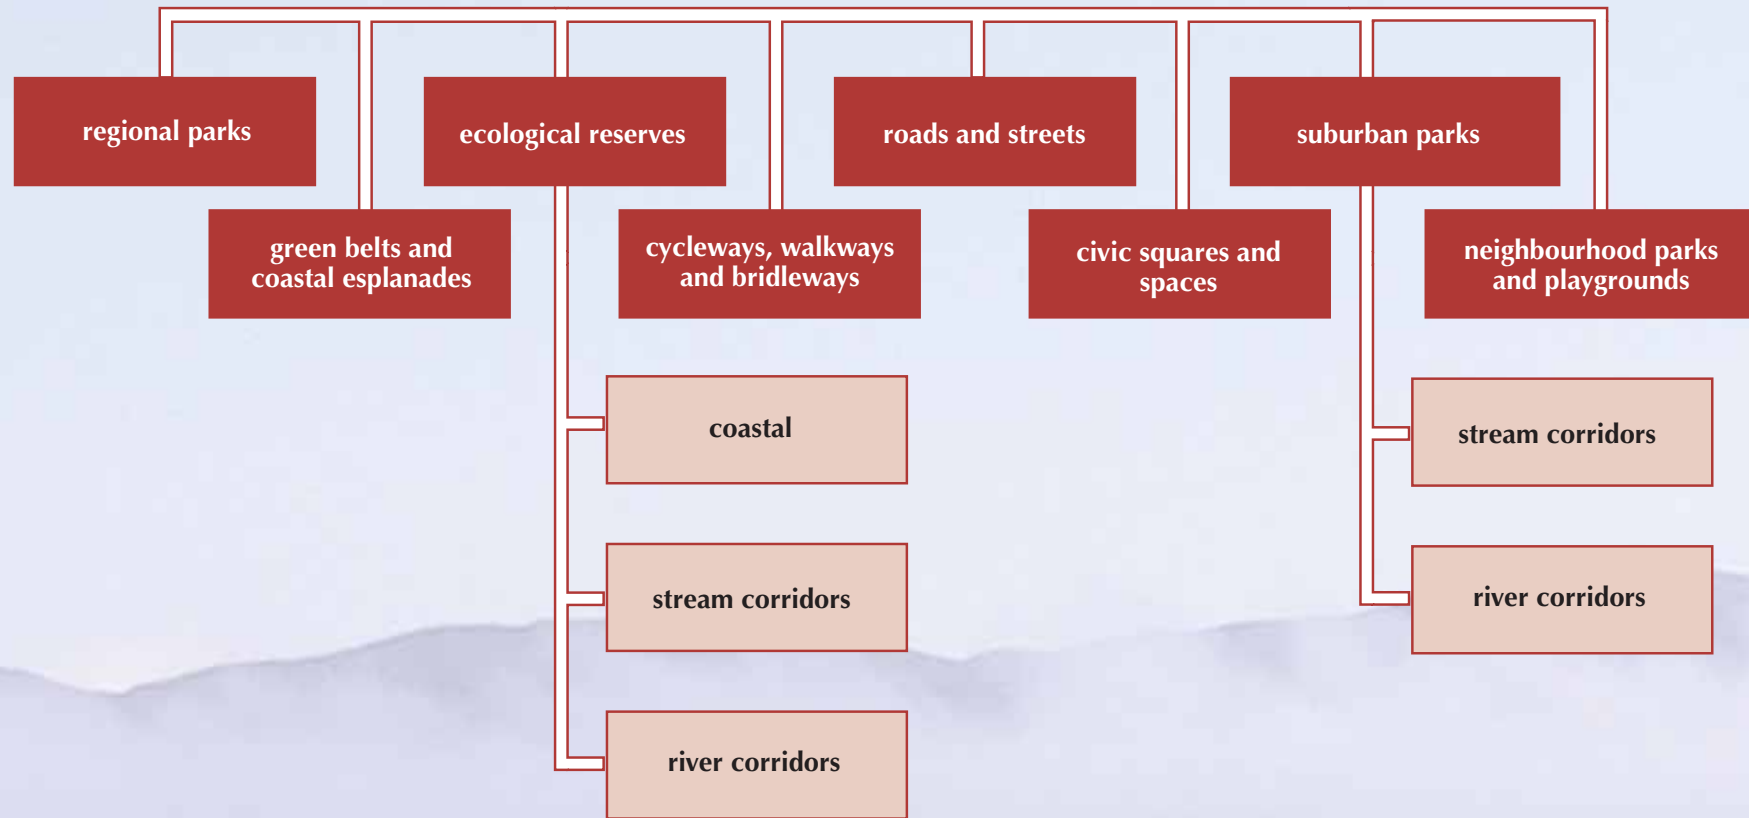 regional parks
ecological reserves
roads and streets
suburban parks
green belts and
coastal esplanades
cycleways, walkways
and bridleways
civic squares and
spaces
neighbourhood parks
and playgrounds
coastal
stream corridors
river corridors
stream corridors
river corridors